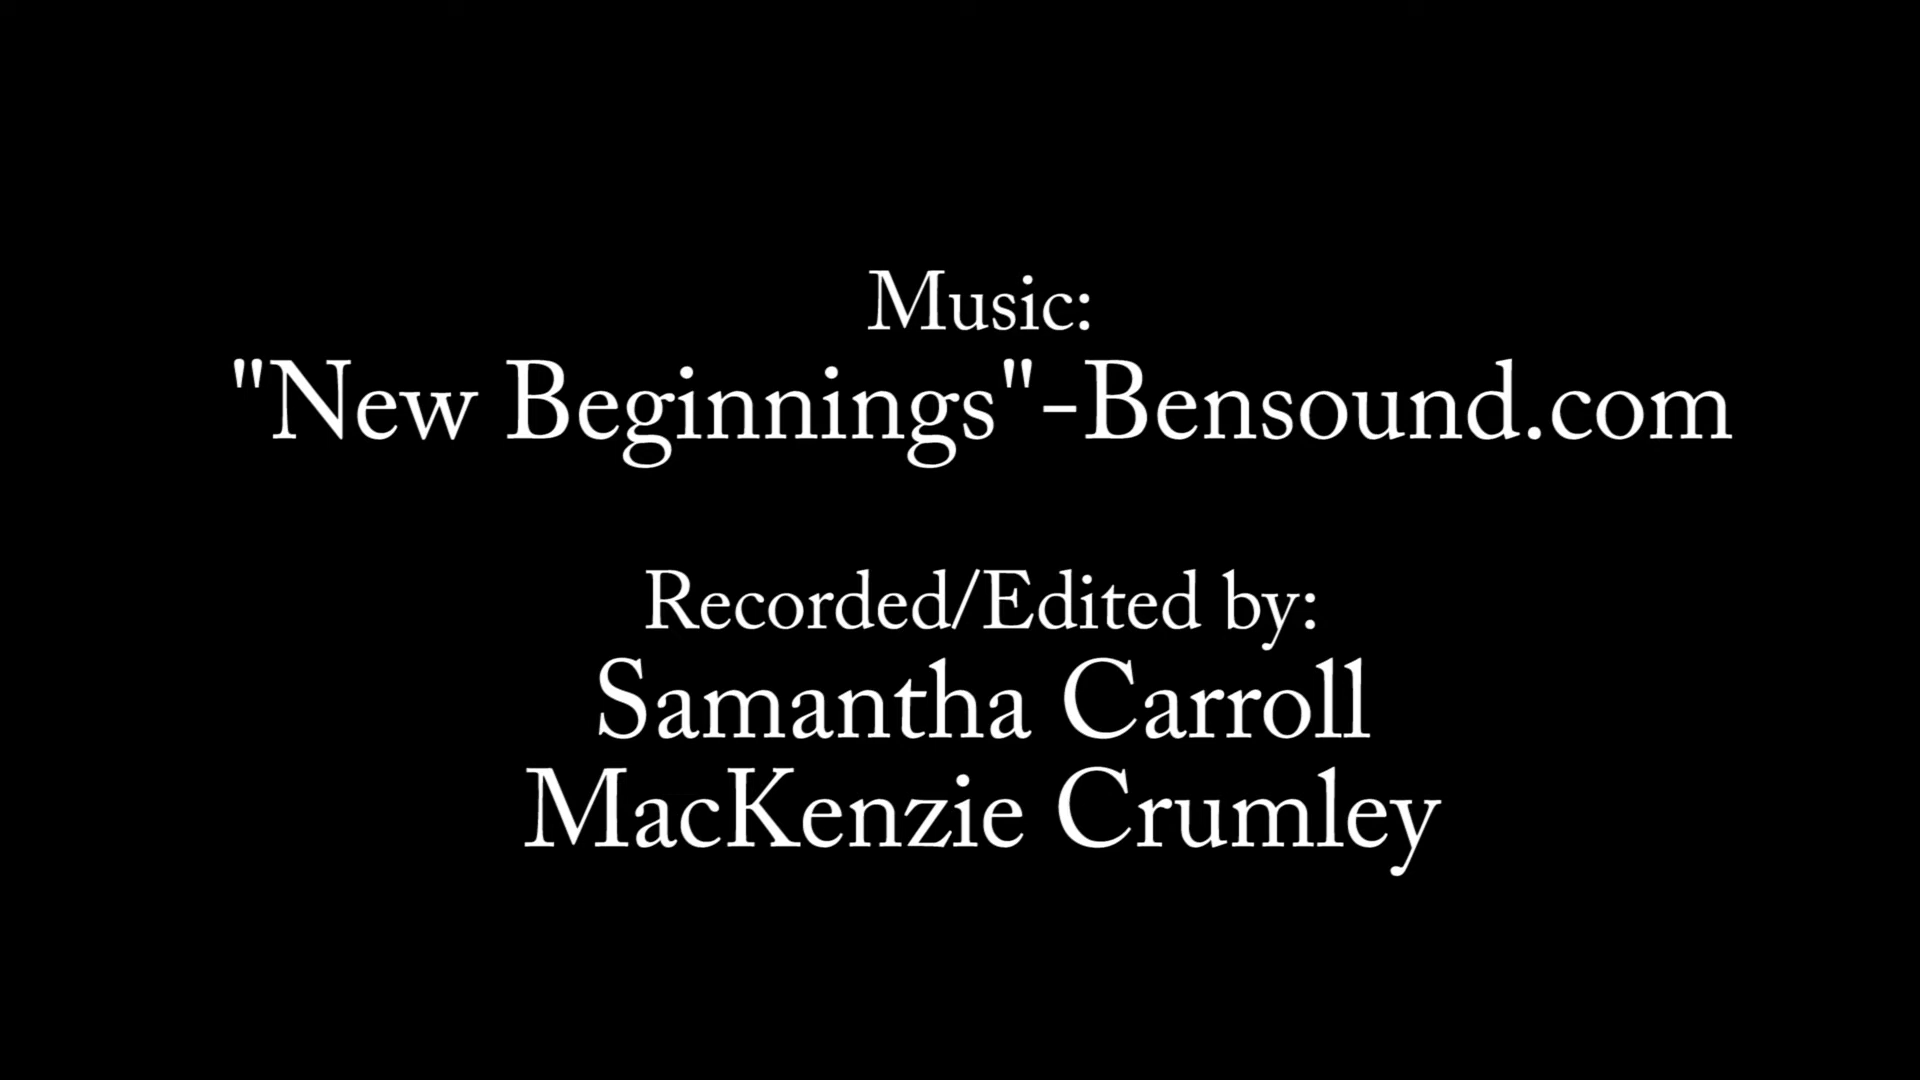 Music:
"New Beginnings"-Bensound.com
Recorded/Edited by:
Samantha Carroll
MacKenzie Crumley